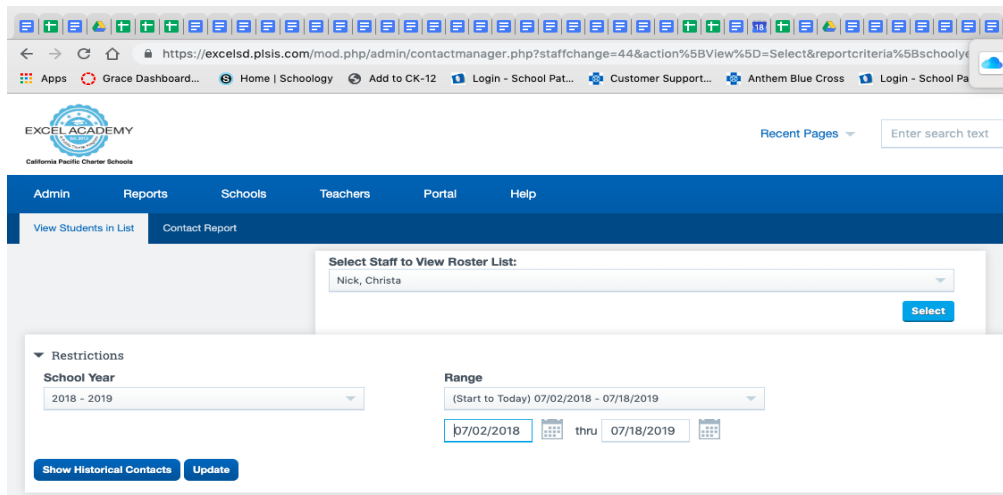 18
https://excelsd.plsis.com/mod.php/admin/contactmanager.php?staffchange=44&action%5BView%5D=Select&reportcriteria%5Bschoolye
Apps Grace Dashboard... Home | Schoology Add to CK-12 Login - School Pat... Customer Support... Anthem Blue Cross Login - School Pa
EXCEL ACADEMY
California Pacific Charter Schools
Recent Pages Enter search text
Admin Reports Schools Teachers Portal Help
View Students in List Contact Report
Select Staff to View Roster List:
Nick, Christa
Select
Restrictions
School Year Range
2018 - 2019 (Start to Today) 07/02/2018 - 07/18/2019
07/02/2018 thru 07/18/2019
Show Historical Contacts Update